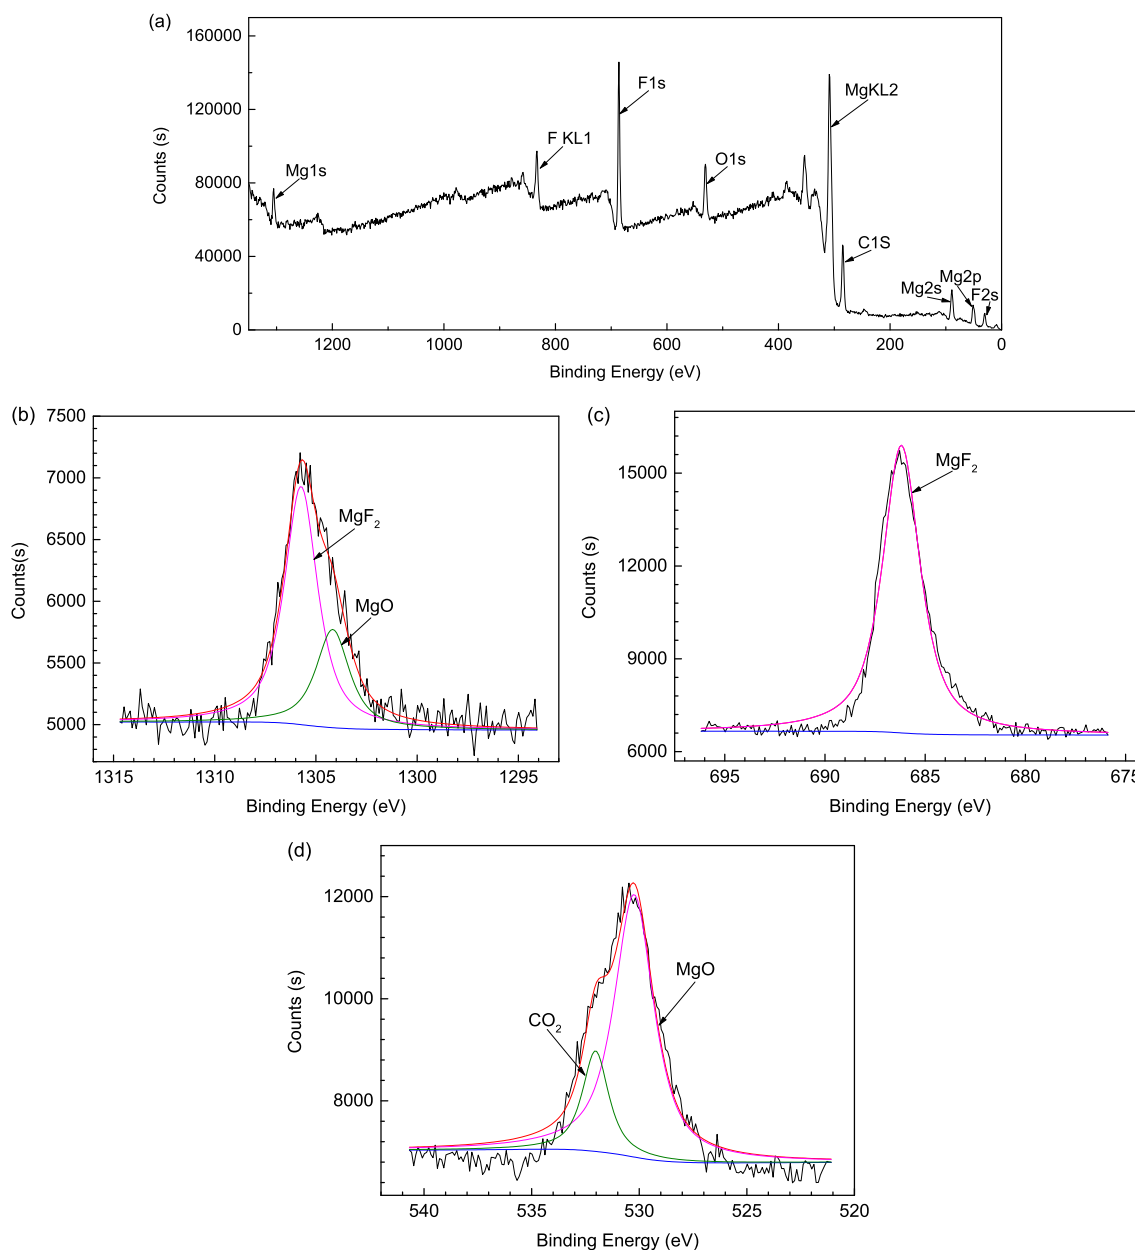 (a)
160000
120000
80000
40000
0
Counts (s)
Mg1s
F KL1
F1s
O1s
MgKL2
C1S
Mg2s
Mg2p
F2s
1200
1000
800
600
400
200
0
Binding Energy (eV)
(b)
7500
7000
6500
6000
5500
5000
Counts(s)
MgF2
MgO
1315
1310
1305
1300
1295
Binding Energy (eV)
(c)
15000
12000
9000
6000
Counts (s)
MgF2
695
690
685
680
675
Binding Energy (eV)
(d)
12000
10000
8000
Counts (s)
CO2
MgO
540
535
530
525
520
Binding Energy (eV)